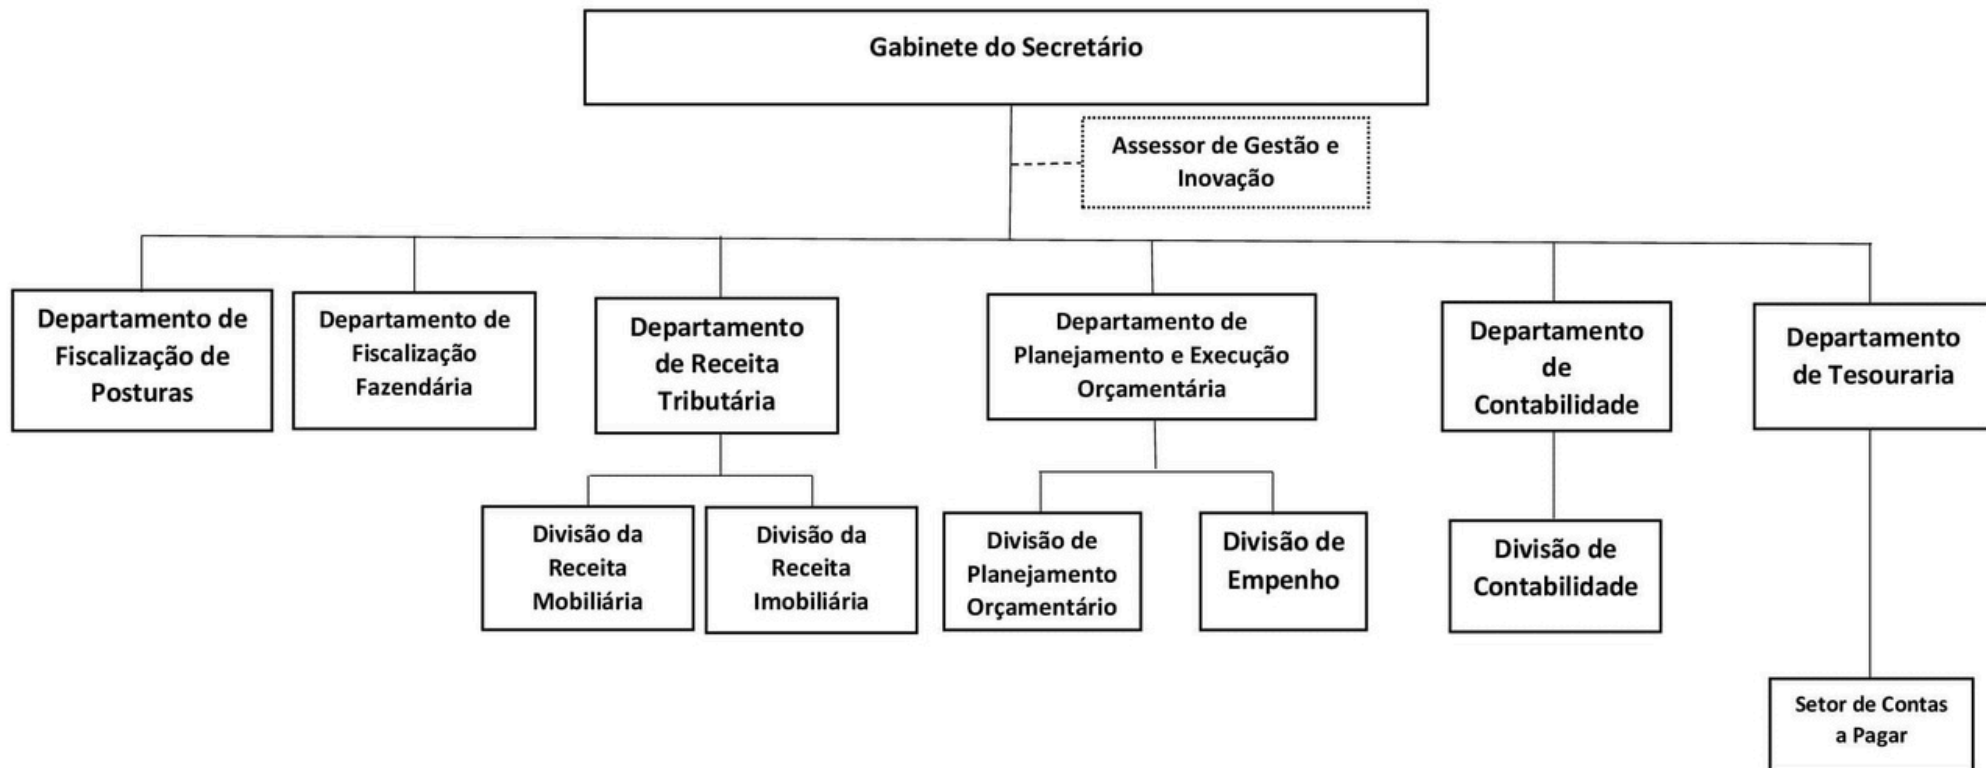 Gabinete do Secretário
Assessor de Gestão e
Inovação
Departamento de
Fiscalização de
Posturas
Departamento de
Fiscalização
Fazendária
Departamento
de Receita
Tributária
Departamento de
Planejamento e Execução
Orçamentária
Departamento
de
Contabilidade
Departamento
de Tesouraria
Divisão da
Receita
Mobiliária
Divisão da
Receita
Imobiliária
Divisão de
Planejamento
Orçamentário
Divisão de
Empenho
Divisão de
Contabilidade
Setor de Contas
a Pagar